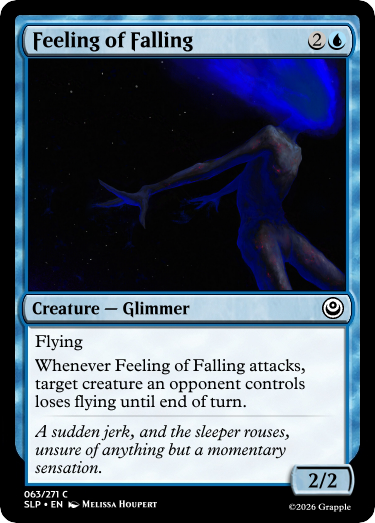 Feeling of Falling 2
Creature — Glimmer
Flying
Whenever Feeling of Falling attacks,
target creature an opponent controls
loses flying until end of turn.
A sudden jerk, and the sleeper rouses,
unsure of anything but a momentary
sensation.
2/2
063/271 C
SLP • EN Melissa Houpert
©2026 Grapple